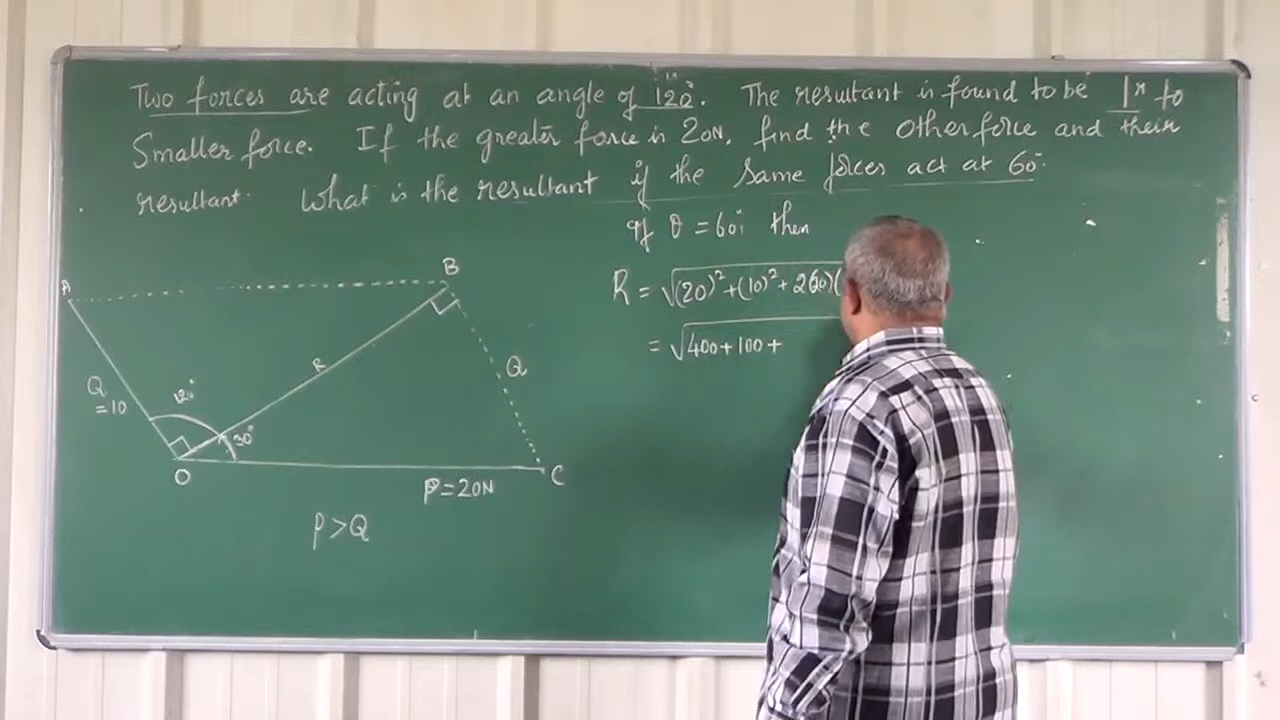 Two forces are acting at an angle of 120°. The resultant is found to be ⊥r to
Smaller force. If the greater force is 20N, find the other force and their
resultant. What is the resultant if the same forces act at 60°.
If θ = 60° then
R = √(20)² + (10)² + 2(20)(
= √400 + 100 +
A
B
Q
= 10
120°
R
30°
Q
O
P = 20N
C
P > Q